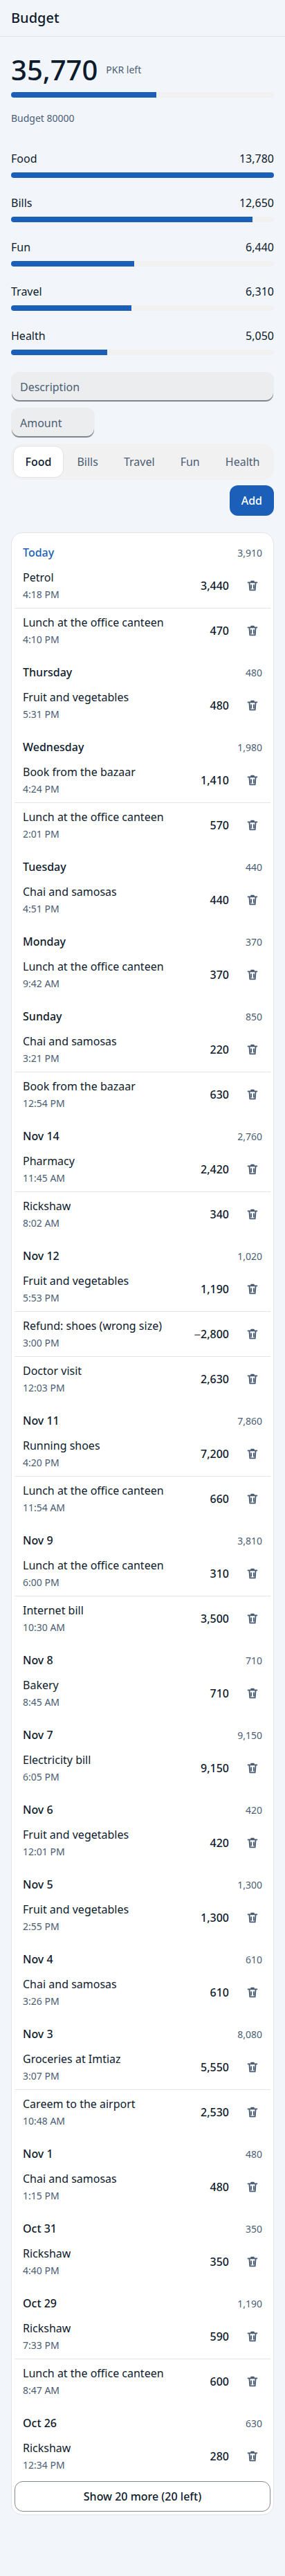 Budget
35,770 PKR left
Budget 80000
Food 13,780
Bills 12,650
Fun 6,440
Travel 6,310
Health 5,050
Description
Amount
Food Bills Travel Fun Health
Add
Today 3,910
Petrol 3,440
4:18 PM
Lunch at the office canteen 470
4:10 PM
Thursday 480
Fruit and vegetables 480
5:31 PM
Wednesday 1,980
Book from the bazaar 1,410
4:24 PM
Lunch at the office canteen 570
2:01 PM
Tuesday 440
Chai and samosas 440
4:51 PM
Monday 370
Lunch at the office canteen 370
9:42 AM
Sunday 850
Chai and samosas 220
3:21 PM
Book from the bazaar 630
12:54 PM
Nov 14 2,760
Pharmacy 2,420
11:45 AM
Rickshaw 340
8:02 AM
Nov 12 1,020
Fruit and vegetables 1,190
5:53 PM
Refund: shoes (wrong size) −2,800
3:00 PM
Doctor visit 2,630
12:03 PM
Nov 11 7,860
Running shoes 7,200
4:20 PM
Lunch at the office canteen 660
11:54 AM
Nov 9 3,810
Lunch at the office canteen 310
6:00 PM
Internet bill 3,500
10:30 AM
Nov 8 710
Bakery 710
8:45 AM
Nov 7 9,150
Electricity bill 9,150
6:05 PM
Nov 6 420
Fruit and vegetables 420
12:01 PM
Nov 5 1,300
Fruit and vegetables 1,300
2:55 PM
Nov 4 610
Chai and samosas 610
3:26 PM
Nov 3 8,080
Groceries at Imtiaz 5,550
3:07 PM
Careem to the airport 2,530
10:48 AM
Nov 1 480
Chai and samosas 480
1:15 PM
Oct 31 350
Rickshaw 350
4:40 PM
Oct 29 1,190
Rickshaw 590
7:33 PM
Lunch at the office canteen 600
8:47 AM
Oct 26 630
Rickshaw 280
12:34 PM
Show 20 more (20 left)